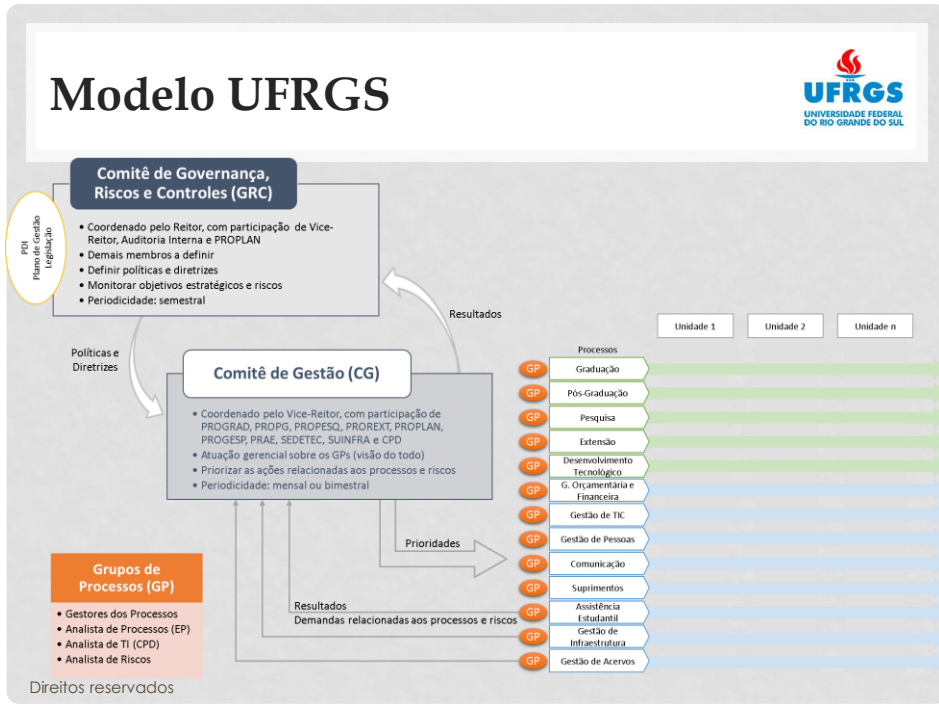 Modelo UFRGS
UFRGS
UNIVERSIDADE FEDERAL
DO RIO GRANDE DO SUL
Comitê de Governança,
Riscos e Controles (GRC)
PDI
Plano de Gestão
Legislação
• Coordenado pelo Reitor, com participação de Vice-
Reitor, Auditoria Interna e PROPLAN
• Demais membros a definir
• Definir políticas e diretrizes
• Monitorar objetivos estratégicos e riscos
• Periodicidade: semestral
Resultados
Políticas e
Diretrizes
Comitê de Gestão (CG)
• Coordenado pelo Vice-Reitor, com participação de
PROGRAD, PROPG, PROPESQ, PROREXT, PROPLAN,
PROGESP, PRAE, SEDETEC, SUINFRA e CPD
• Atuação gerencial sobre os GPs (visão do todo)
• Priorizar as ações relacionadas aos processos e riscos
• Periodicidade: mensal ou bimestral
Prioridades
Resultados
Demandas relacionadas aos processos e riscos
Grupos de
Processos (GP)
• Gestores dos Processos
• Analista de Processos (EP)
• Analista de TI (CPD)
• Analista de Riscos
Unidade 1
Unidade 2
Unidade n
Processos
GP Graduação
GP Pós-Graduação
GP Pesquisa
GP Extensão
GP Desenvolvimento
Tecnológico
GP G. Orçamentária e
Financeira
GP Gestão de TIC
GP Gestão de Pessoas
GP Comunicação
GP Suprimentos
GP Assistência
Estudantil
GP Gestão de
Infraestrutura
GP Gestão de Acervos
Direitos reservados